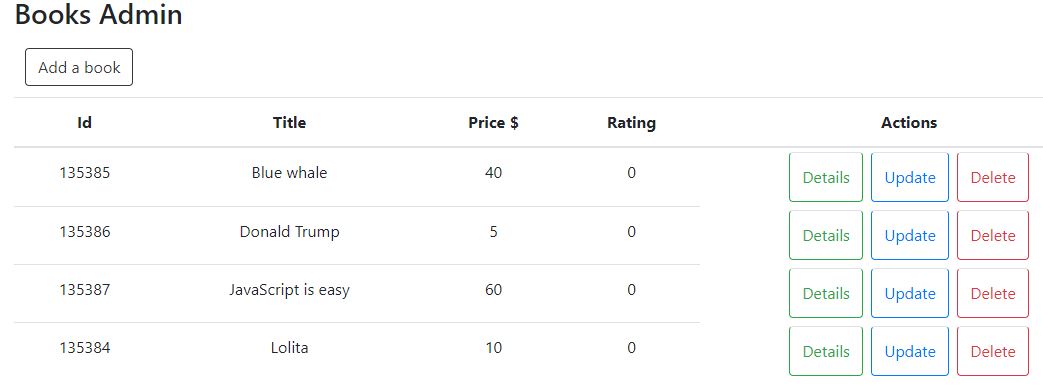 Books Admin
Add a book
Id Title Price $ Rating Actions
135385 Blue whale 40 0 Details Update Delete
135386 Donald Trump 5 0 Details Update Delete
135387 JavaScript is easy 60 0 Details Update Delete
135384 Lolita 10 0 Details Update Delete